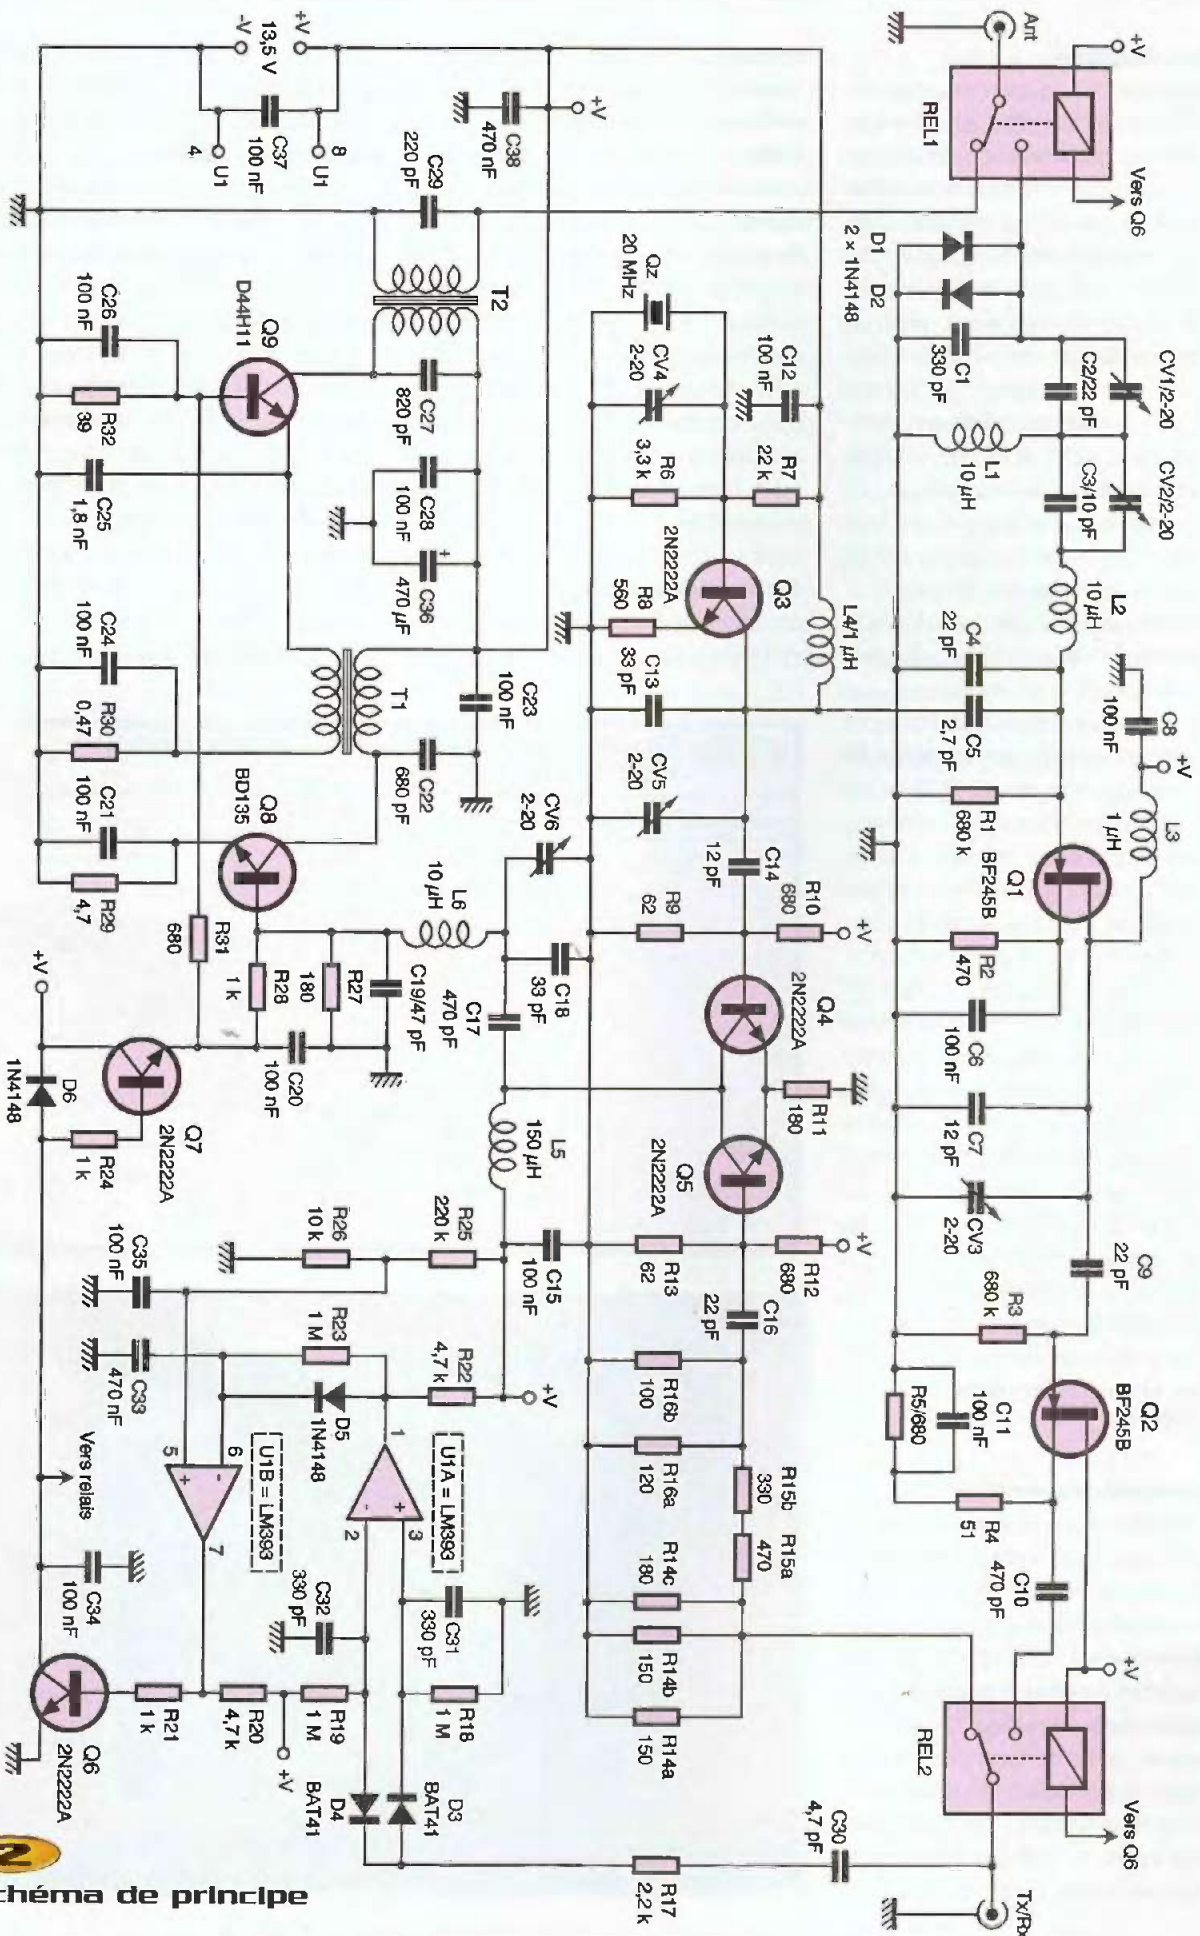 Ant
+V
REL1
Vers Q6
D1
D2
2 × 1N4148
C1
330 pF
CV1/2-20
C2/22 pF
L1
10 µH
CV2/2-20
C3/10 pF
L2
10 µH
C4
22 pF
C5
2,7 pF
C8
100 nF
+V
L3
1 µH
R1
680 k
Q1
BF245B
R2
470
C6
100 nF
C7
12 pF
CV3
2-20
C9
22 pF
R3
680 k
Q2
BF245B
C11
100 nF
R5/680
R4
51
C10
470 pF
+V
REL2
Vers Q6
Tx/Rx
Qz
20 MHz
CV4
2-20
C12
100 nF
R6
3,3 k
R7
22 k
2N2222A
Q3
R8
560
L4/1 µH
C13
33 pF
CV5
2-20
C14
12 pF
R9
62
R10
680
+V
Q4
2N2222A
R11
180
Q5
2N2222A
R12
680
+V
R13
62
C16
22 pF
R16b
100
R16a
120
R15b
330
R15a
470
R14c
180
R14b
150
R14a
150
C30
4,7 pF
R17
2,2 k
+V
-V
13,5 V
C37
100 nF
8
U1
4
U1
C38
470 nF
+V
C29
220 pF
T2
C27
820 pF
C28
100 nF
+
C36
470 µF
C23
100 nF
T1
C22
680 pF
Q9
D44H11
C26
100 nF
R32
39
C25
1,8 nF
C24
100 nF
R30
0,47
C21
100 nF
R29
4,7
Q8
BD135
R31
680
CV6
2-20
L6
10 µH
C18
33 pF
C17
470 pF
C19/47 pF
R27
180
R28
1 k
C20
100 nF
L5
150 µH
C15
100 nF
+V
D6
1N4148
Q7
2N2222A
R24
1 k
R25
220 k
R26
10 k
C35
100 nF
R23
1 M
R22
4,7 k
+V
D5
1N4148
C33
470 nF
1
U1A = LM393
+
3
-
2
U1B = LM393
-
6
+
5
7
C31
330 pF
R18
1 M
C32
330 pF
R19
1 M
+V
R20
4,7 k
R21
1 k
D3
BAT41
D4
BAT41
Vers relais
C34
100 nF
Q6
2N2222A
2
chéma de principe